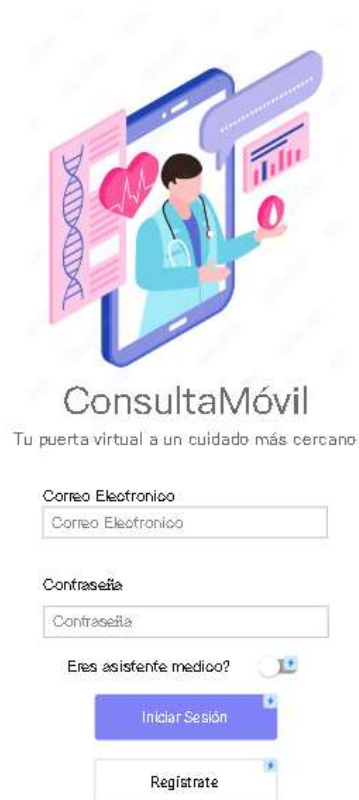 ConsultaMóvil
Tu puerta virtual a un cuidado más cercano
Correo Electronico
Correo Electronico
Contraseña
Contraseña
Eres asistente medico?
Iniciar Sesión
Registrate